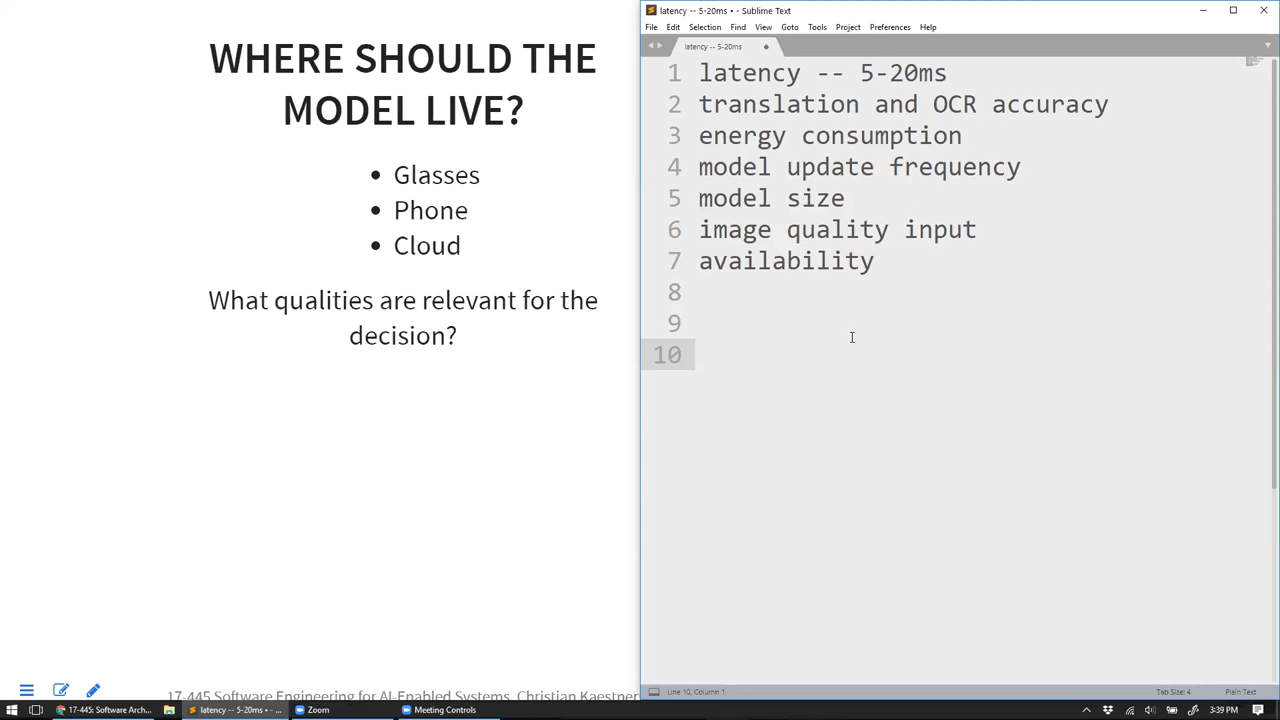 latency -- 5-20ms • - Sublime Text
File Edit Selection Find View Goto Tools Project Preferences Help
latency -- 5-20ms
WHERE SHOULD THE
MODEL LIVE?
• Glasses
• Phone
• Cloud
What qualities are relevant for the
decision?
1 latency -- 5-20ms
2 translation and OCR accuracy
3 energy consumption
4 model update frequency
5 model size
6 image quality input
7 availability
8
9
10
17-445 Software Engineering for AI-Enabled Systems, Christian Kaestner
Line 10, Column 1
Tab Size: 4
Plain Text
17-445: Software Arch...
latency -- 5-20ms • - ...
Zoom
Meeting Controls
3:39 PM